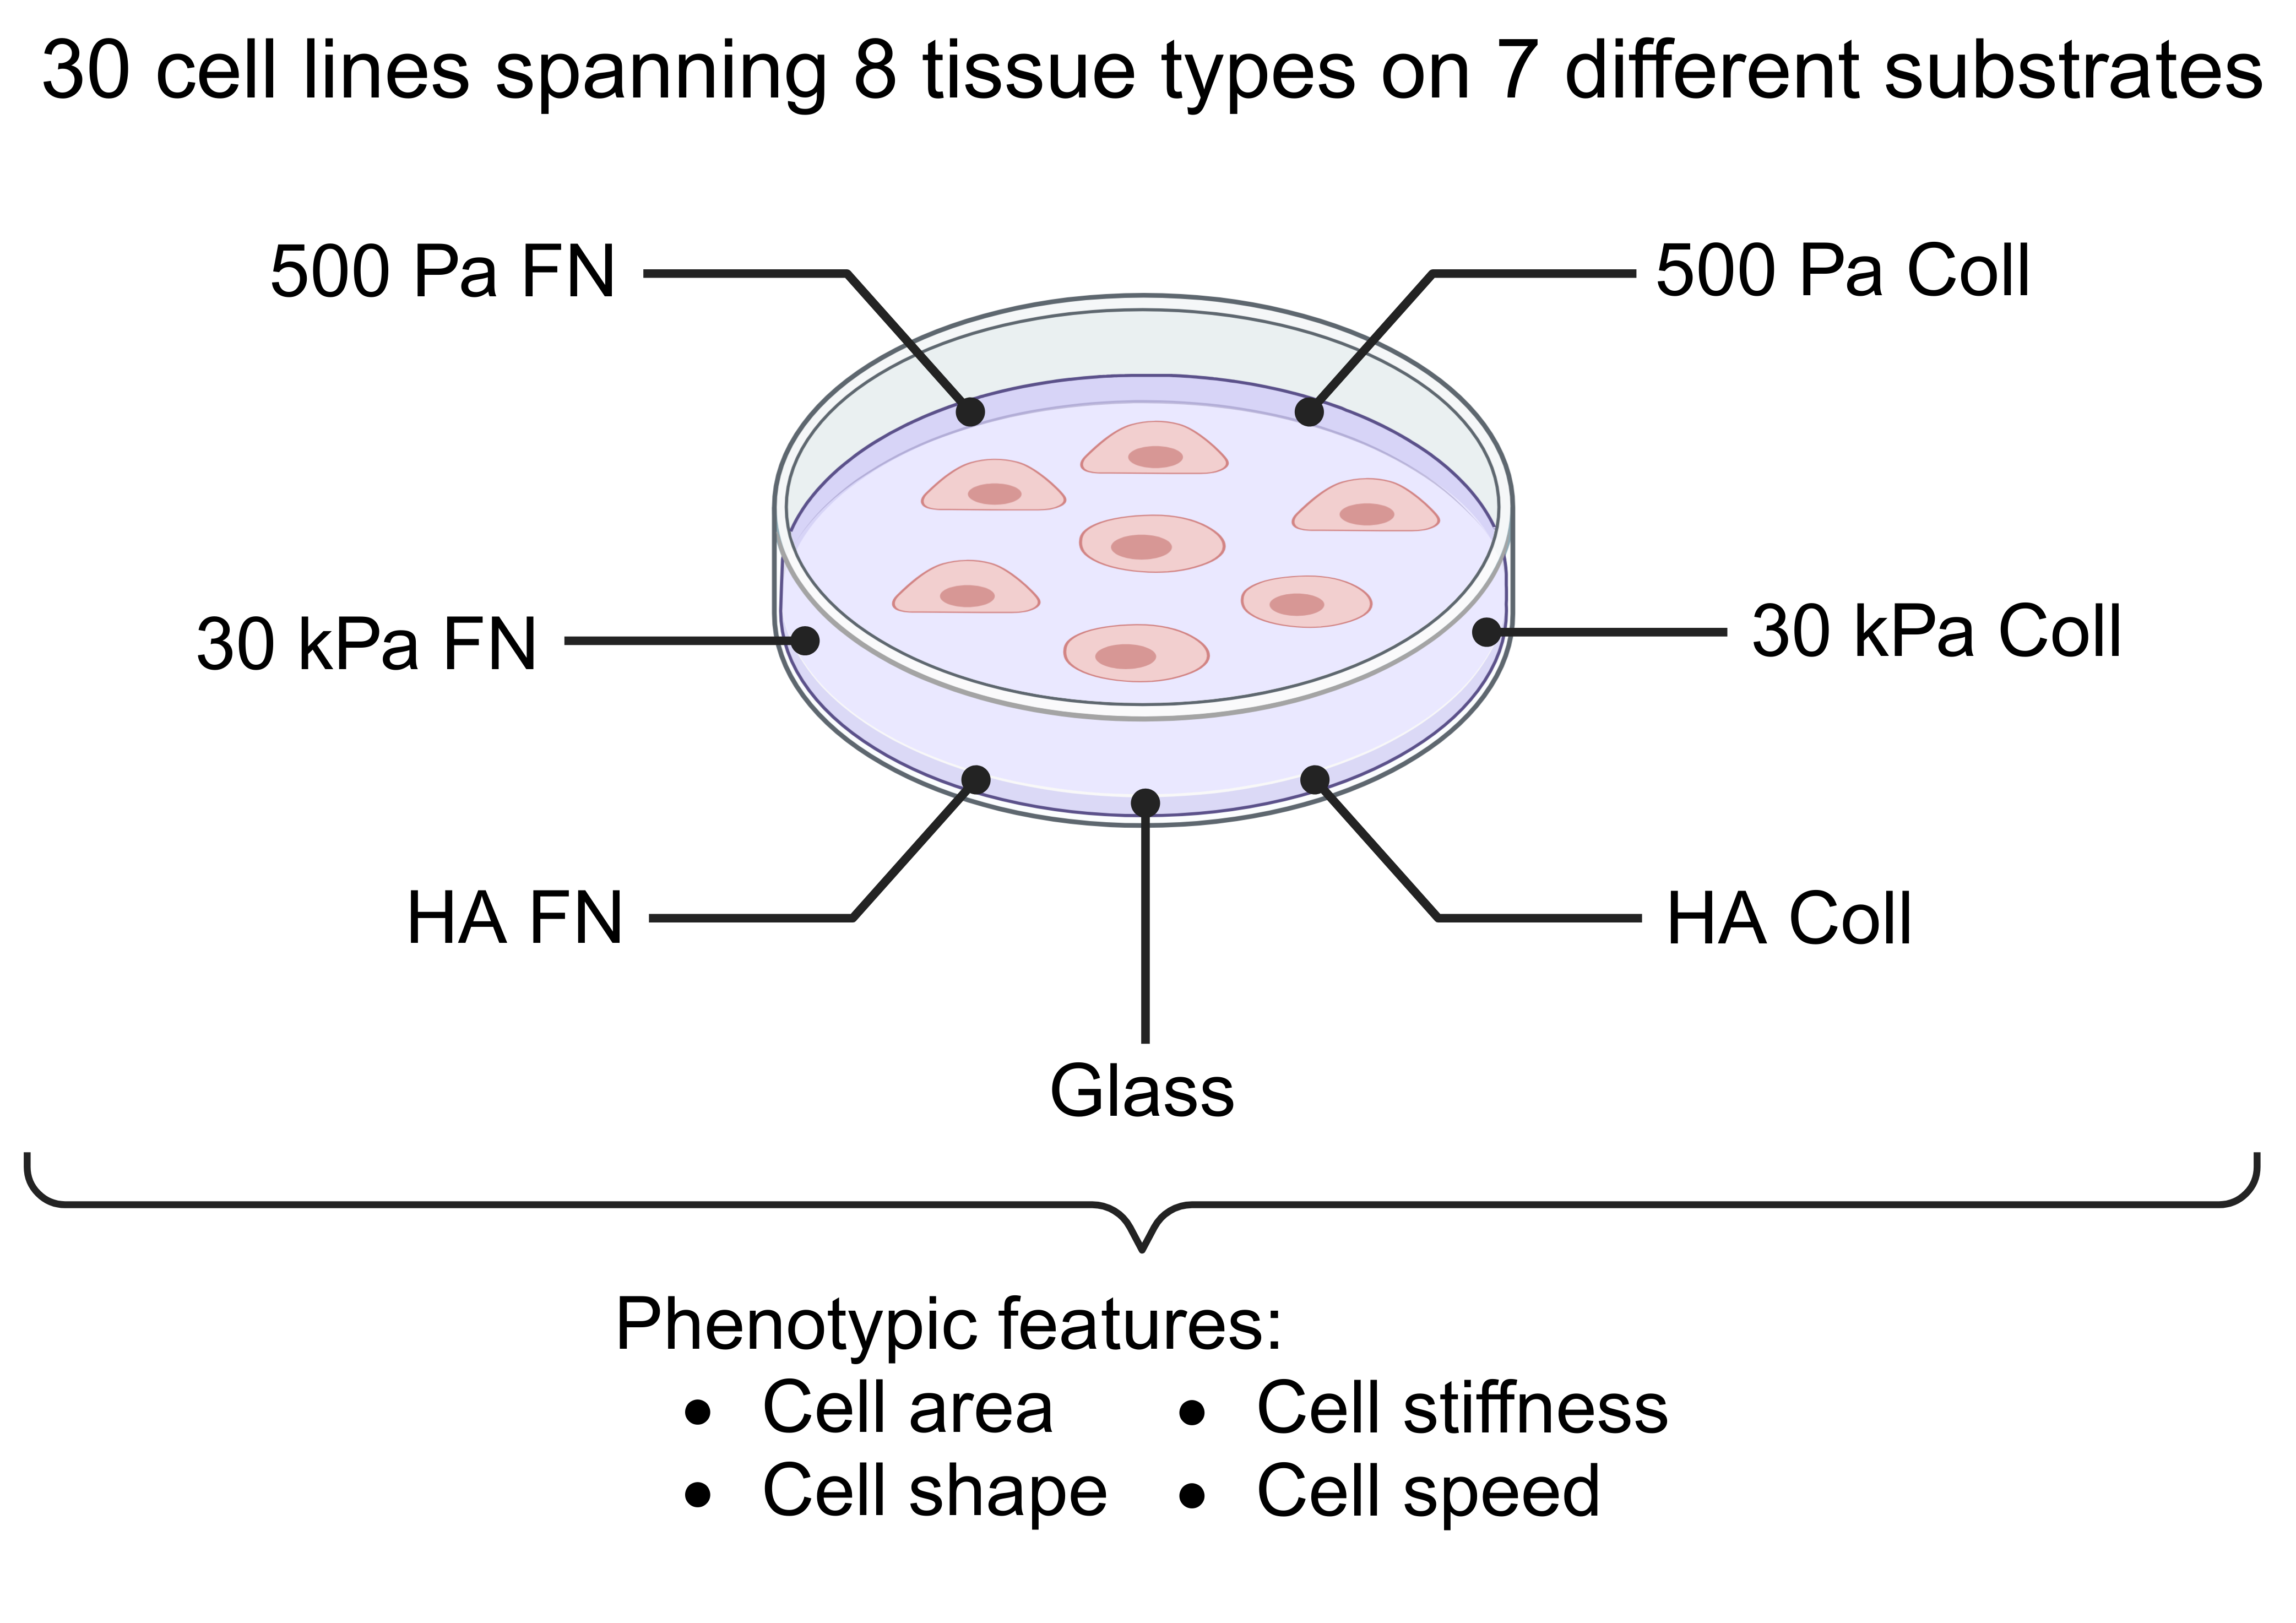 30 cell lines spanning 8 tissue types on 7 different substrates
500 Pa FN
500 Pa Coll
30 kPa FN
30 kPa Coll
HA FN
HA Coll
Glass
Phenotypic features:
• Cell area
• Cell stiffness
• Cell shape
• Cell speed